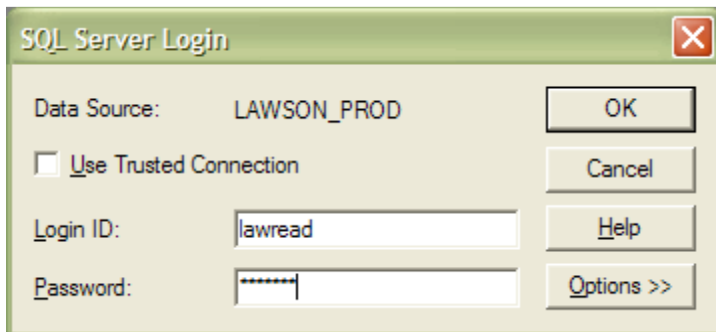 SQL Server Login
Data Source: LAWSON_PROD
OK
Use Trusted Connection
Cancel
Login ID: lawread
Help
Password: *******
Options >>